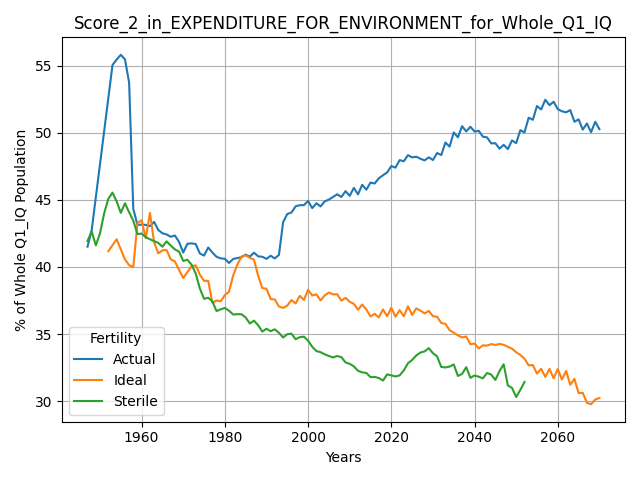 Score_2_in_EXPENDITURE_FOR_ENVIRONMENT_for_Whole_Q1_IQ
% of Whole Q1_IQ Population
55
50
45
40
35
30
Fertility
Actual
Ideal
Sterile
1960 1980 2000 2020 2040 2060
Years